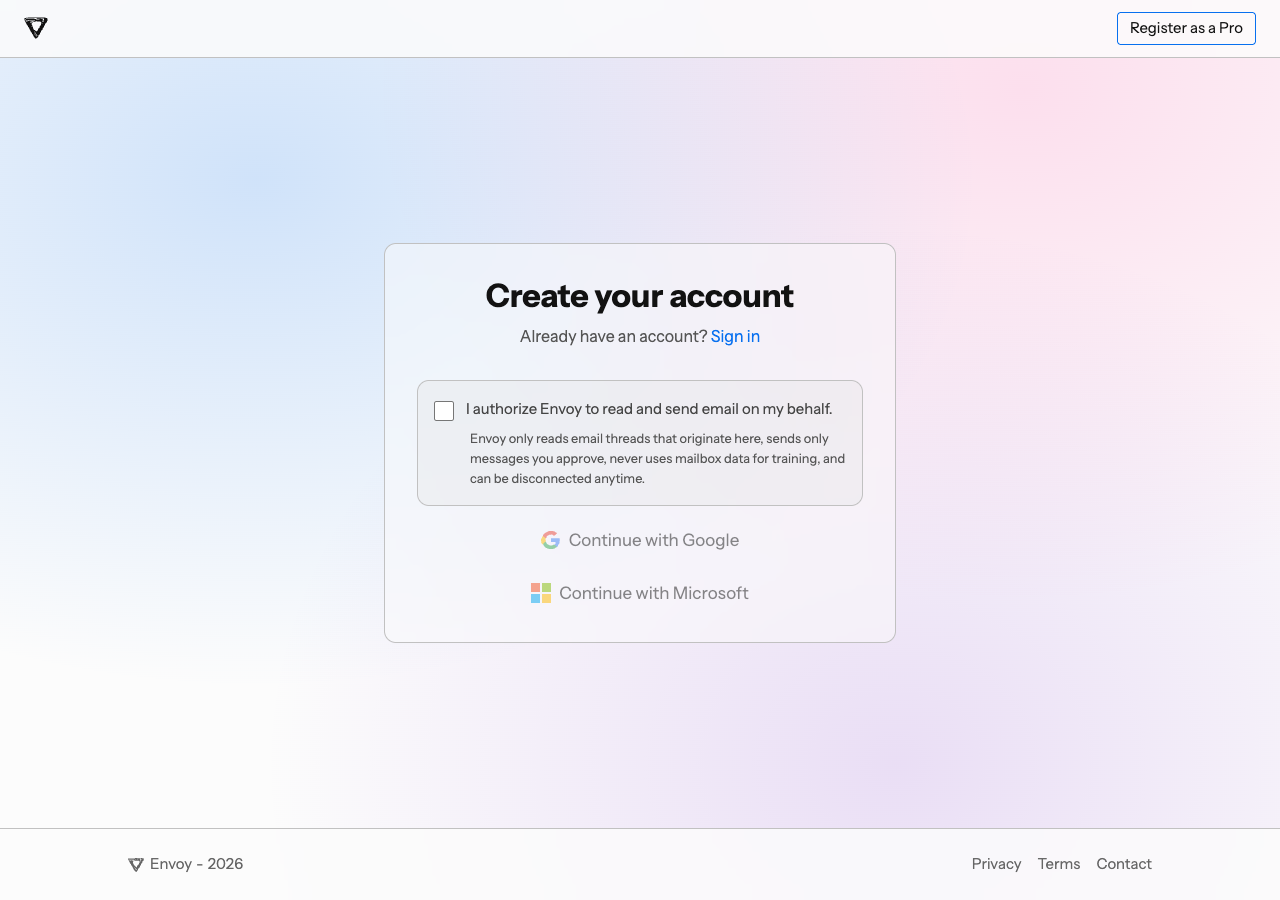 Register as a Pro
Create your account
Already have an account? Sign in
I authorize Envoy to read and send email on my behalf.
Envoy only reads email threads that originate here, sends only
messages you approve, never uses mailbox data for training, and
can be disconnected anytime.
Continue with Google
Continue with Microsoft
Envoy - 2026
Privacy Terms Contact